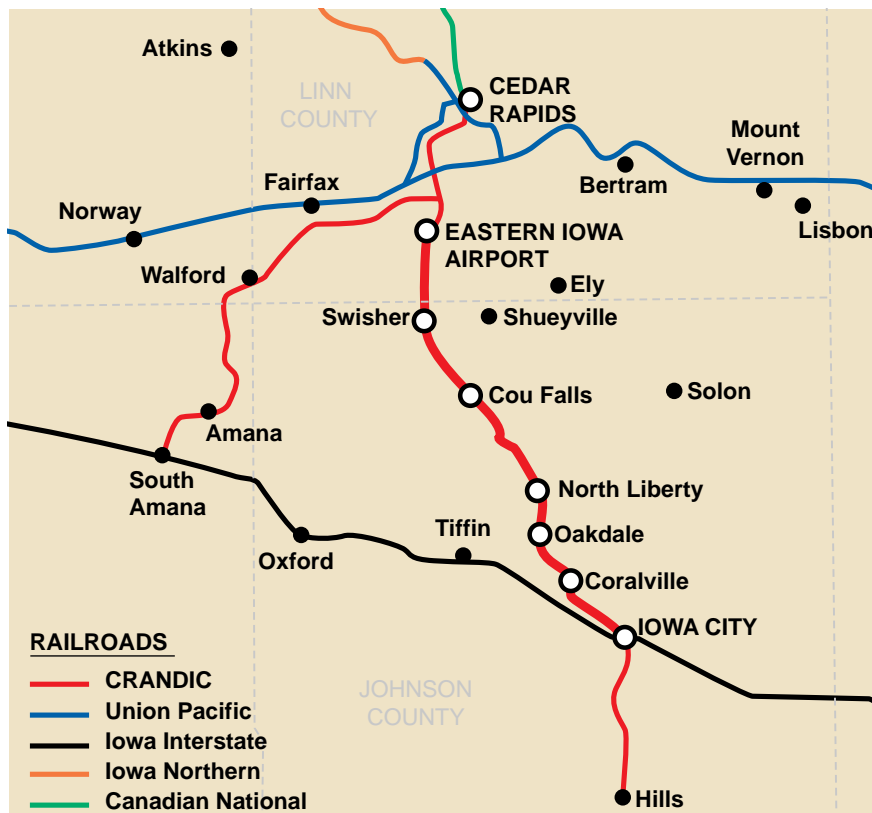 Atkins
LINN
COUNTY
CEDAR
RAPIDS
Mount
Vernon
Bertram
Fairfax
Norway
Lisbon
EASTERN IOWA
AIRPORT
Walford
Ely
Swisher
Shueyville
Cou Falls
Solon
Amana
South
Amana
North Liberty
Tiffin
Oakdale
Oxford
Coralville
IOWA CITY
RAILROADS
CRANDIC
Union Pacific
Iowa Interstate
Iowa Northern
Canadian National
JOHNSON
COUNTY
Hills